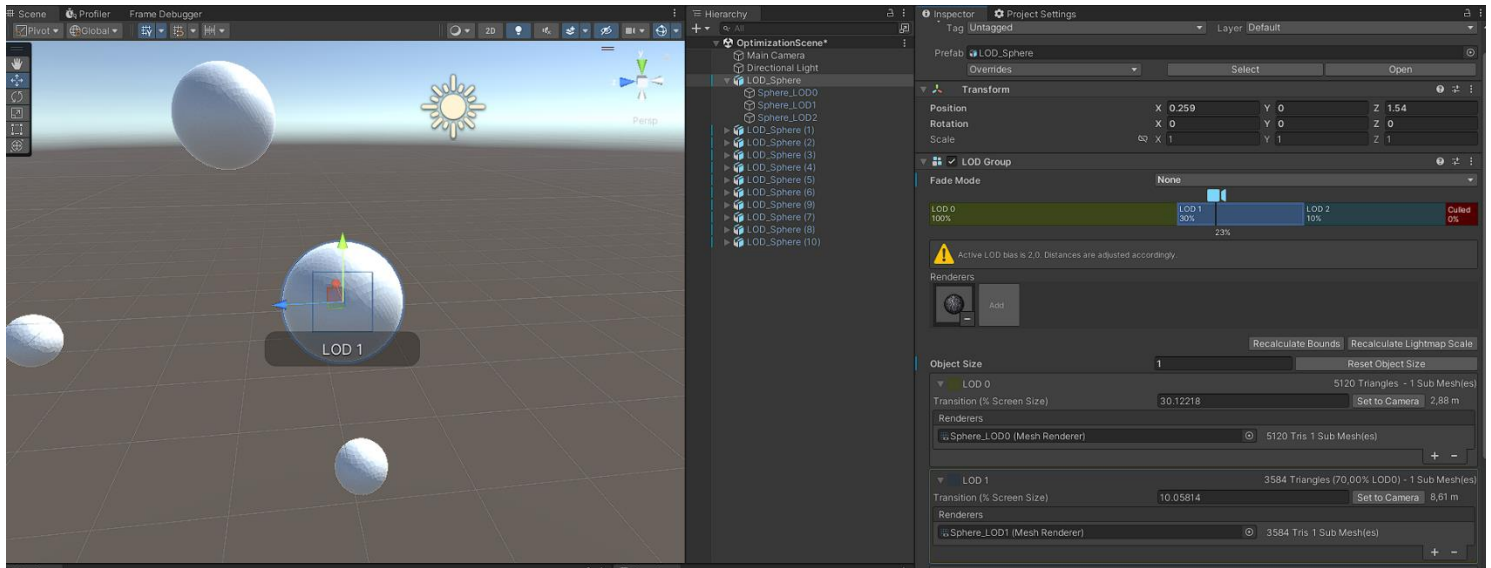 Scene Profiler Frame Debugger
Pivot Global 2D
Persp
LOD 1
Hierarchy
All
OptimizationScene*
Main Camera
Directional Light
LOD_Sphere
Sphere_LOD0
Sphere_LOD1
Sphere_LOD2
LOD_Sphere (1)
LOD_Sphere (2)
LOD_Sphere (3)
LOD_Sphere (4)
LOD_Sphere (5)
LOD_Sphere (6)
LOD_Sphere (9)
LOD_Sphere (7)
LOD_Sphere (8)
LOD_Sphere (10)
Inspector Project Settings
Tag Untagged Layer Default
Prefab LOD_Sphere
Overrides Select Open
Transform
Position X 0.259 Y 0 Z 1.54
Rotation X 0 Y 0 Z 0
Scale X 1 Y 1 Z 1
LOD Group
Fade Mode None
LOD 0 LOD 1 LOD 2 Culled
100% 30% 10% 0%
23%
Active LOD bias is 2,0. Distances are adjusted accordingly.
Renderers
Add
Recalculate Bounds Recalculate Lightmap Scale
Object Size 1 Reset Object Size
LOD 0 5120 Triangles - 1 Sub Mesh(es)
Transition (% Screen Size) 30.12218 Set to Camera 2,88 m
Renderers
Sphere_LOD0 (Mesh Renderer) 5120 Tris 1 Sub Mesh(es)
LOD 1 3584 Triangles (70,00% LOD0) - 1 Sub Mesh(es)
Transition (% Screen Size) 10.05814 Set to Camera 8,61 m
Renderers
Sphere_LOD1 (Mesh Renderer) 3584 Tris 1 Sub Mesh(es)